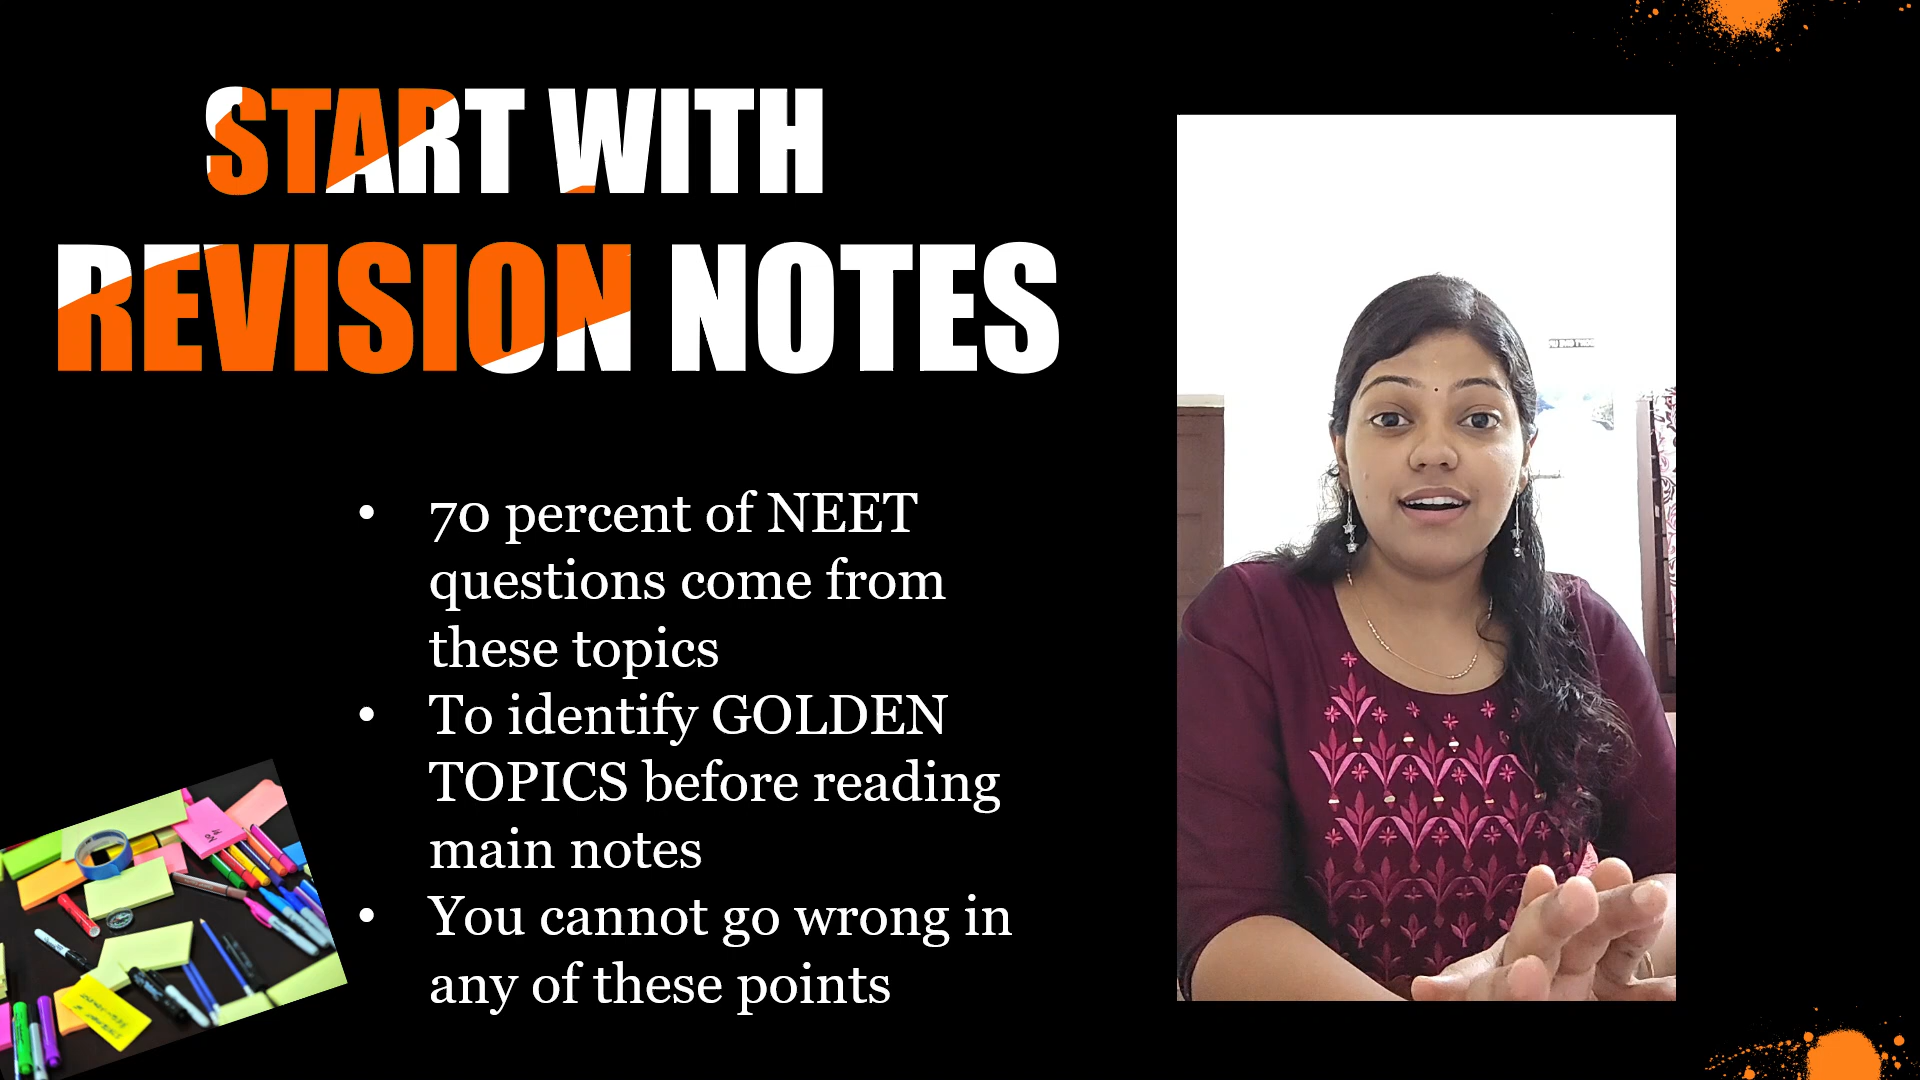 START WITH
REVISION NOTES
• 70 percent of NEET
questions come from
these topics
• To identify GOLDEN
TOPICS before reading
main notes
• You cannot go wrong in
any of these points